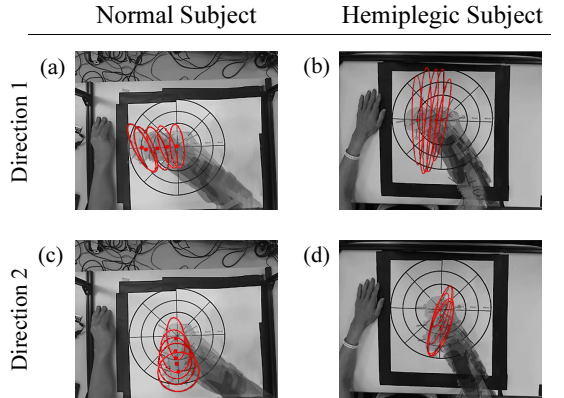 Normal Subject Hemiplegic Subject
(a) (b)
Direction 1
(c) (d)
Direction 2